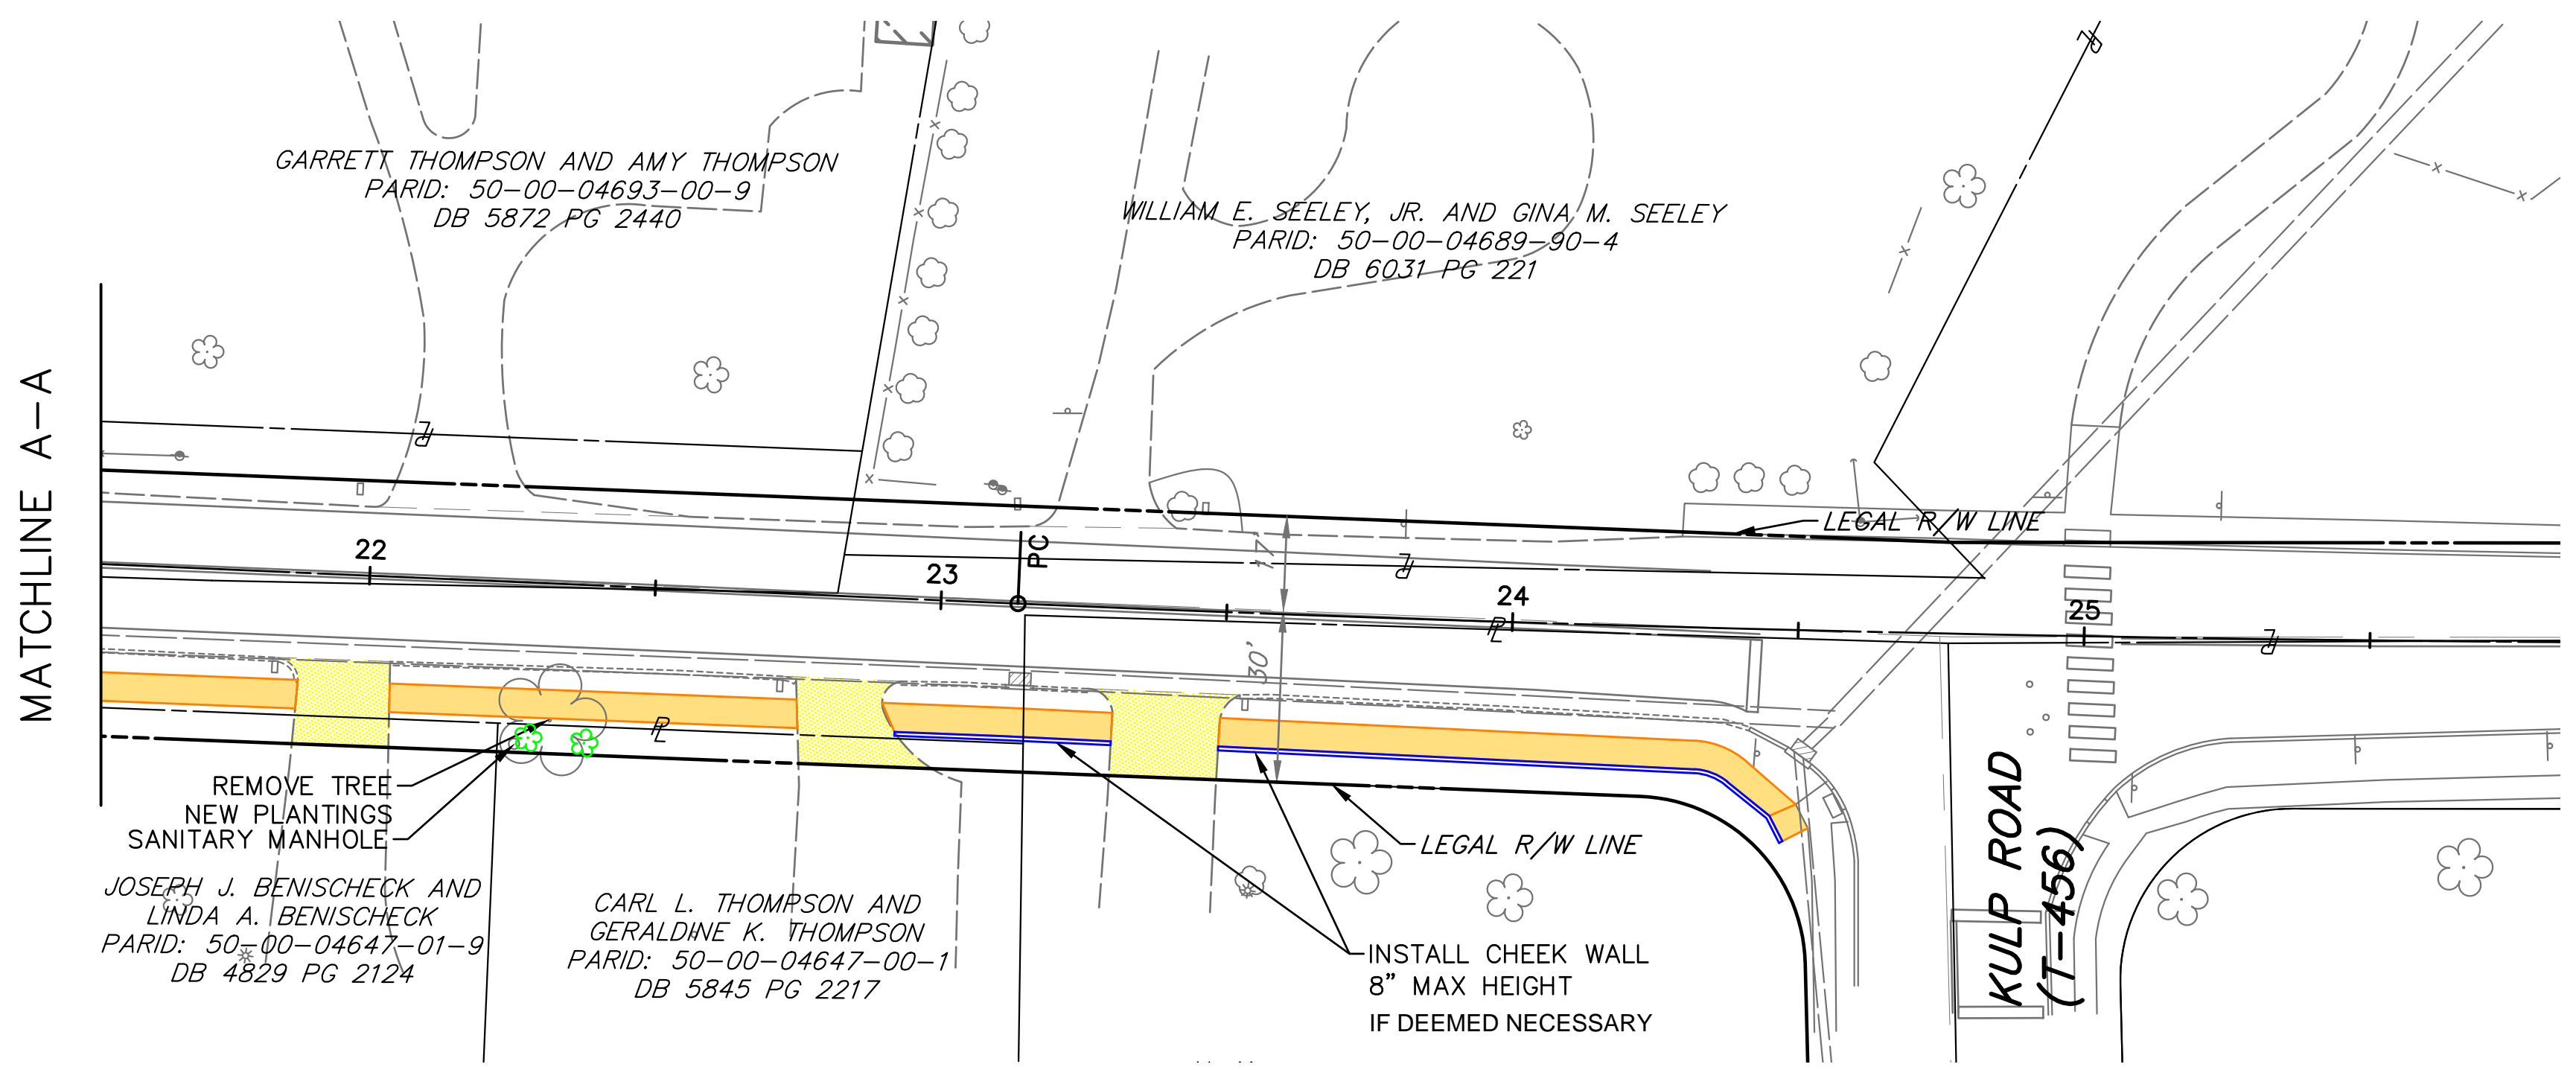 GARRETT THOMPSON AND AMY THOMPSON
PARID: 50-00-04693-00-9
DB 5872 PG 2440
WILLIAM E. SEELEY, JR. AND GINA M. SEELEY
PARID: 50-00-04689-90-4
DB 6031 PG 221
MATCHLINE A-A
LEGAL R/W LINE
22
23
PC
17'
24
25
30'
REMOVE TREE
NEW PLANTINGS
SANITARY MANHOLE
LEGAL R/W LINE
JOSEPH J. BENISCHECK AND
LINDA A. BENISCHECK
PARID: 50-00-04647-01-9
DB 4829 PG 2124
CARL L. THOMPSON AND
GERALDINE K. THOMPSON
PARID: 50-00-04647-00-1
DB 5845 PG 2217
INSTALL CHEEK WALL
8" MAX HEIGHT
IF DEEMED NECESSARY
KULP ROAD
(T-456)